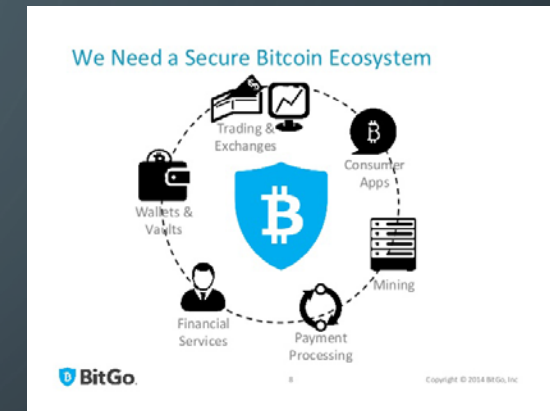 We Need a Secure Bitcoin Ecosystem
Trading &
Exchanges
Consumer
Apps
Wallets &
Vaults
Mining
Financial
Services
Payment
Processing
BitGo.
8
Copyright © 2014 BitGo, Inc